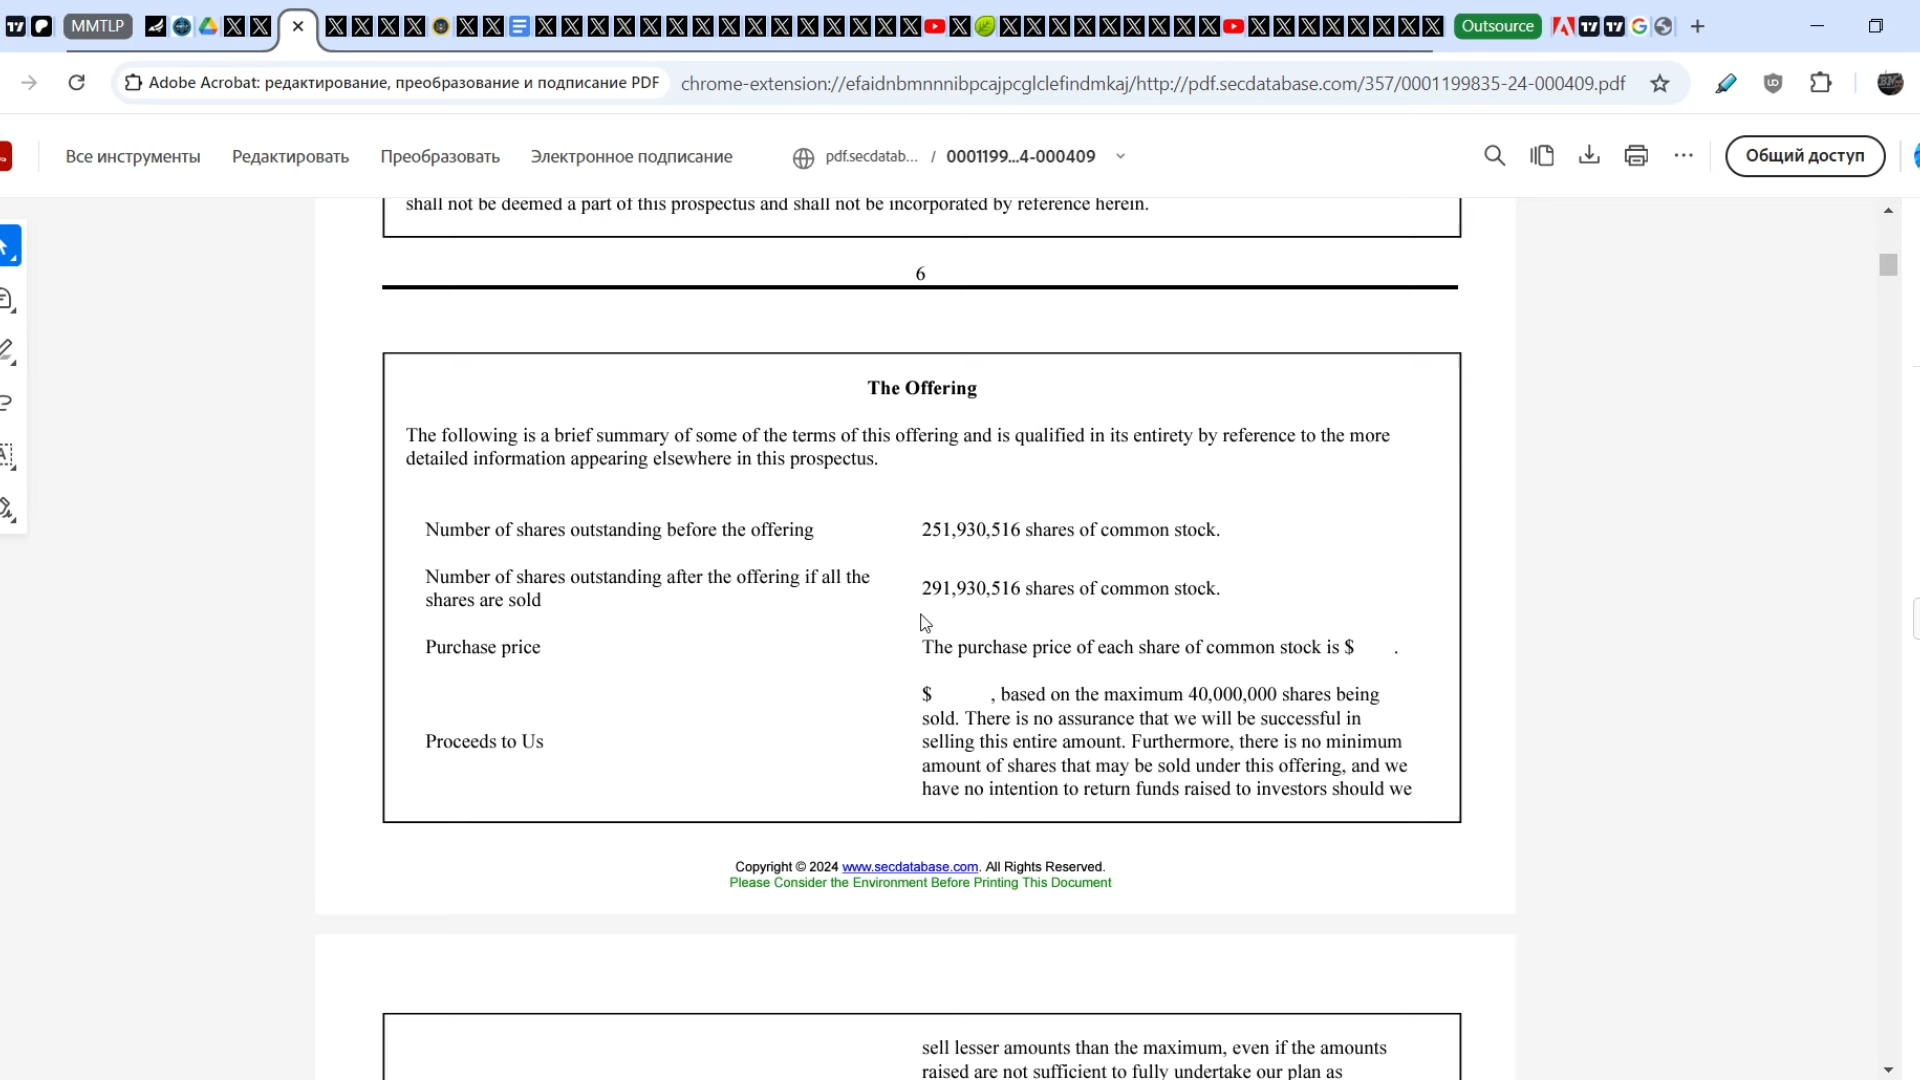 MMTLP
Outsource
Adobe Acrobat: редактирование, преобразование и подписание PDF
chrome-extension://efaidnbmnnnibpcajpcglclefindmkaj/http://pdf.secdatabase.com/357/0001199835-24-000409.pdf
Все инструменты Редактировать Преобразовать Электронное подписание
pdf.secdatab... / 0001199...4-000409
Общий доступ
shall not be deemed a part of this prospectus and shall not be incorporated by reference herein.
6
The Offering
The following is a brief summary of some of the terms of this offering and is qualified in its entirety by reference to the more
detailed information appearing elsewhere in this prospectus.
Number of shares outstanding before the offering
251,930,516 shares of common stock.
Number of shares outstanding after the offering if all the
shares are sold
291,930,516 shares of common stock.
Purchase price
The purchase price of each share of common stock is $ .
Proceeds to Us
$ , based on the maximum 40,000,000 shares being
sold. There is no assurance that we will be successful in
selling this entire amount. Furthermore, there is no minimum
amount of shares that may be sold under this offering, and we
have no intention to return funds raised to investors should we
Copyright © 2024 www.secdatabase.com. All Rights Reserved.
Please Consider the Environment Before Printing This Document
sell lesser amounts than the maximum, even if the amounts
raised are not sufficient to fully undertake our plan as